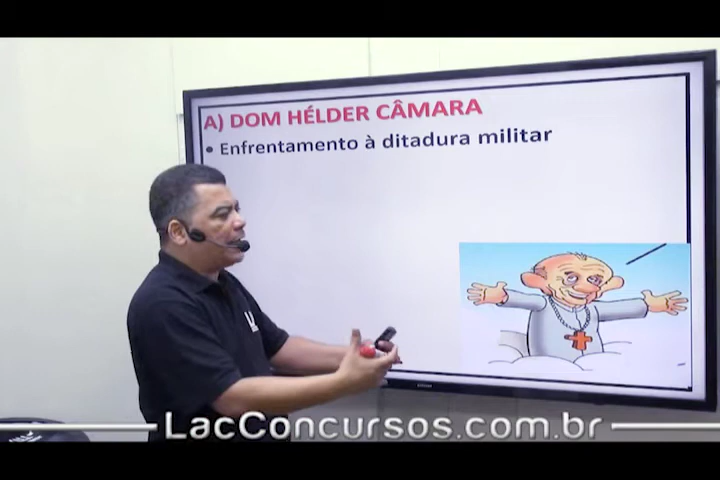 A) DOM HÉLDER CÂMARA
• Enfrentamento à ditadura militar
LacConcursos.com.br